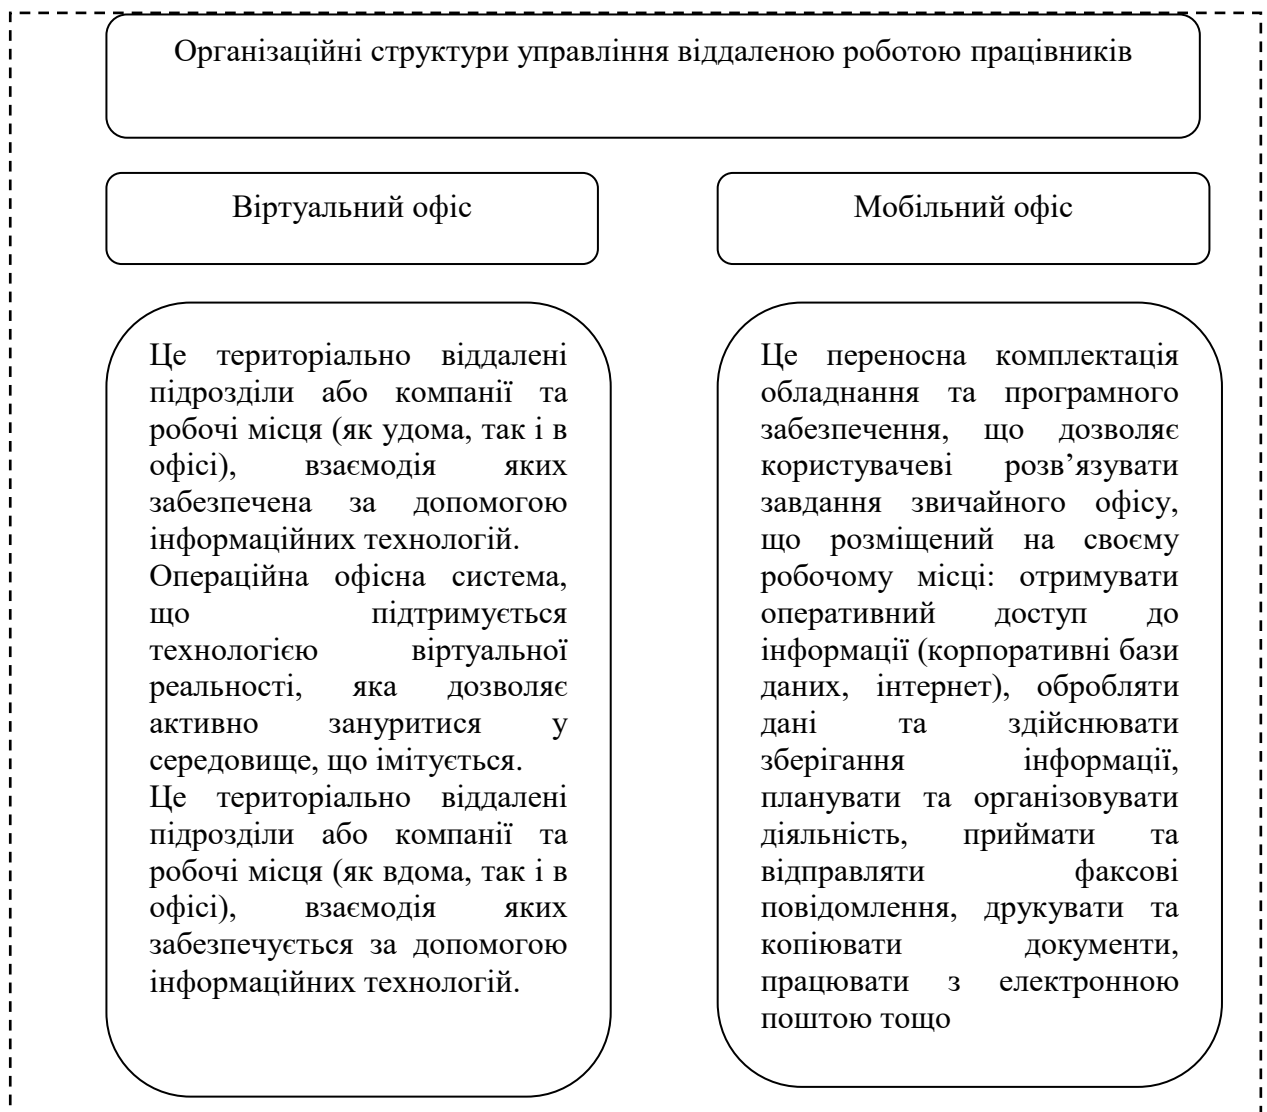 Організаційні структури управління віддаленою роботою працівників
Віртуальний офіс
Мобільний офіс
Це територіально віддалені
підрозділи або компанії та
робочі місця (як удома, так і в
офісі), взаємодія яких
забезпечена за допомогою
інформаційних технологій.
Операційна офісна система,
що підтримується
технологією віртуальної
реальності, яка дозволяє
активно зануритися у
середовище, що імітується.
Це територіально віддалені
підрозділи або компанії та
робочі місця (як вдома, так і в
офісі), взаємодія яких
забезпечується за допомогою
інформаційних технологій.
Це переносна комплектація
обладнання та програмного
забезпечення, що дозволяє
користувачеві розв’язувати
завдання звичайного офісу,
що розміщений на своєму
робочому місці: отримувати
оперативний доступ до
інформації (корпоративні бази
даних, інтернет), обробляти
дані та здійснювати
зберігання інформації,
планувати та організовувати
діяльність, приймати та
відправляти факсові
повідомлення, друкувати та
копіювати документи,
працювати з електронною
поштою тощо